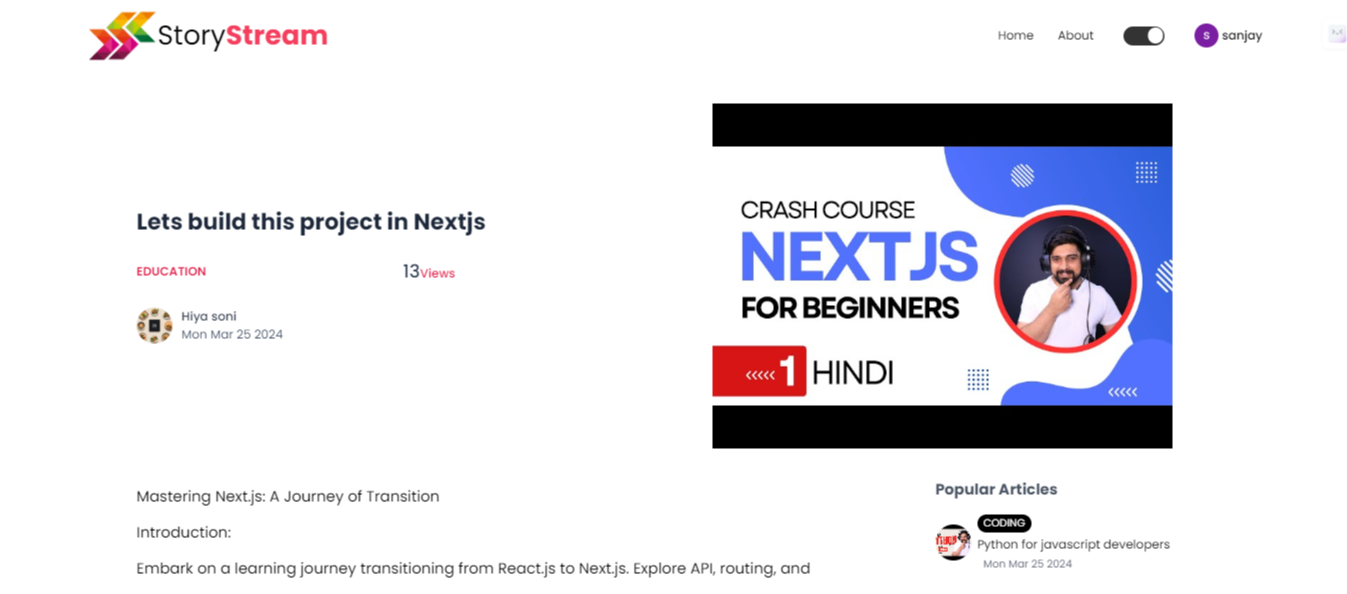 StoryStream
Home About S sanjay
Lets build this project in Nextjs
EDUCATION 13Views
Hiya soni
Mon Mar 25 2024
CRASH COURSE
NEXTJS
FOR BEGINNERS
<<<<< 1 HINDI
<<<<<
Mastering Next.js: A Journey of Transition
Introduction:
Embark on a learning journey transitioning from React.js to Next.js. Explore API, routing, and
Popular Articles
CODING
Python for javascript developers
Mon Mar 25 2024